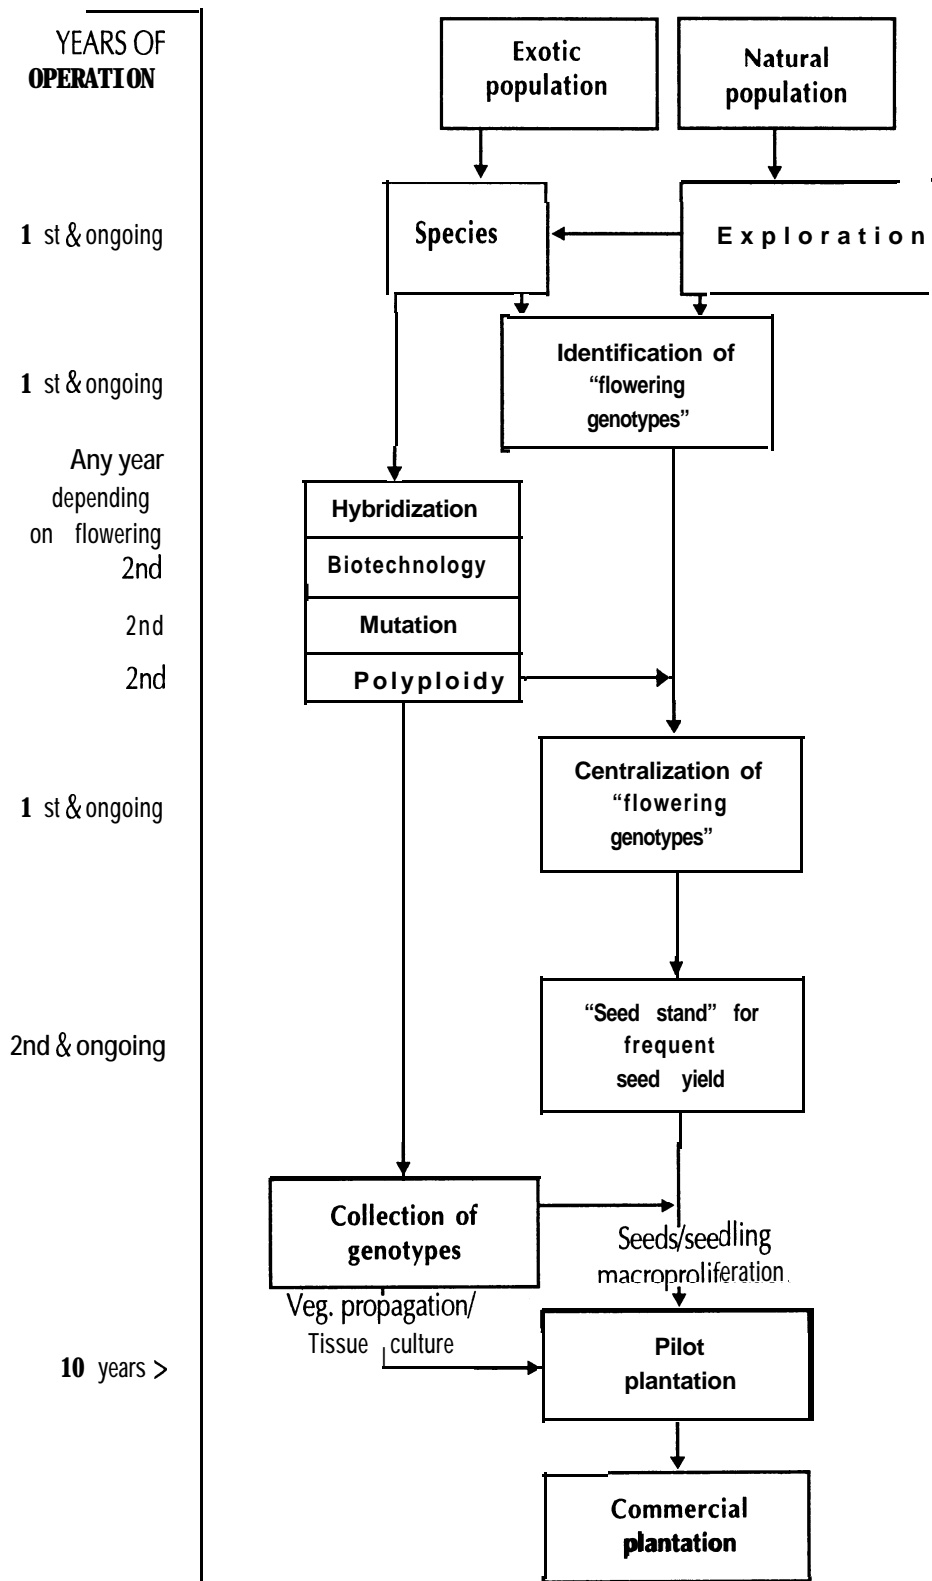 YEARS OF
OPERATION
Exotic
population
Natural
population
1 st & ongoing
Species
Exploration
1 st & ongoing
Identification of
“flowering
genotypes”
Any year
depending
on flowering
Hybridization
2nd
Biotechnology
2nd
Mutation
2nd
Polyploidy
1 st & ongoing
Centralization of
“flowering
genotypes”
2nd & ongoing
“Seed stand” for
frequent
seed yield
Collection of
genotypes
Seeds/seedling
macroproliferation
Veg. propagation/
Tissue culture
10 years >
Pilot
plantation
Commercial
plantation